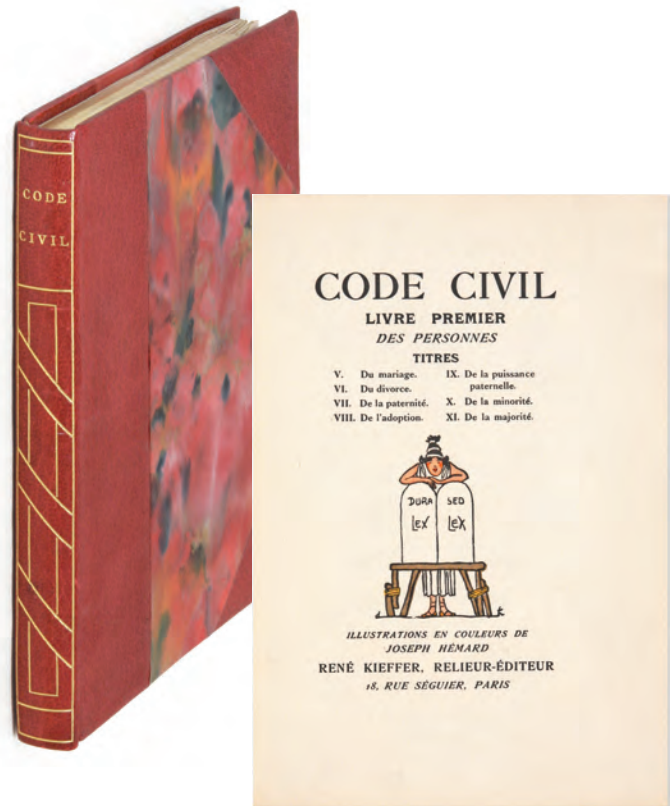 CODE
CIVIL
CODE CIVIL
LIVRE PREMIER
DES PERSONNES
TITRES
V. Du mariage.
VI. Du divorce.
VII. De la paternité.
VIII. De l'adoption.
IX. De la puissance
paternelle.
X. De la minorité.
XI. De la majorité.
DURA SED
LEX LEX
ILLUSTRATIONS EN COULEURS DE
JOSEPH HÉMARD
RENÉ KIEFFER, RELIEUR-ÉDITEUR
18, RUE SÉGUIER, PARIS